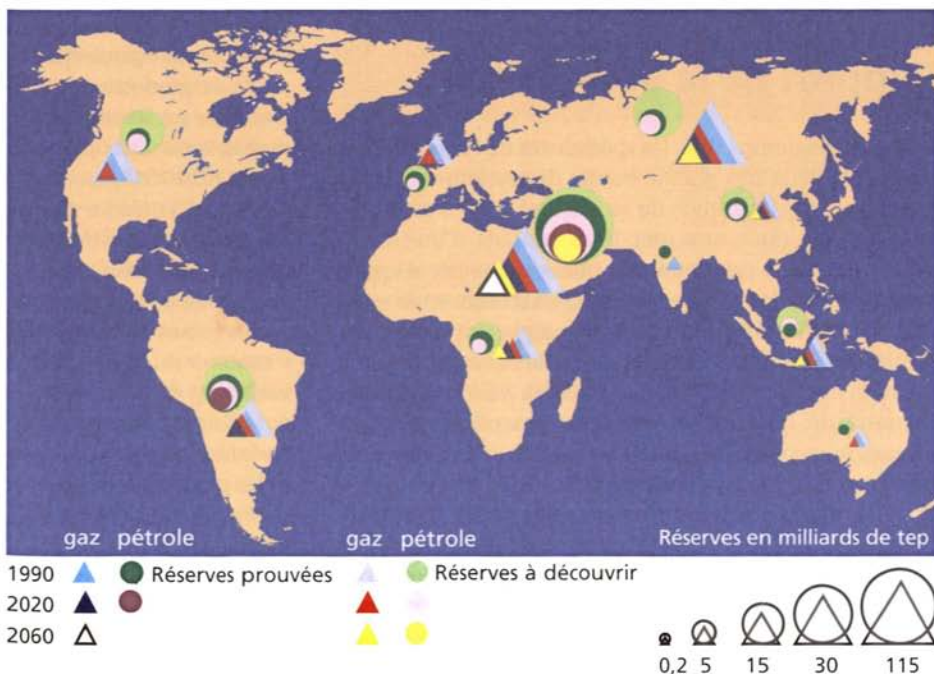 gaz pétrole gaz pétrole Réserves en milliards de tep
1990 Réserves prouvées Réserves à découvrir
2020
2060
0,2 5 15 30 115